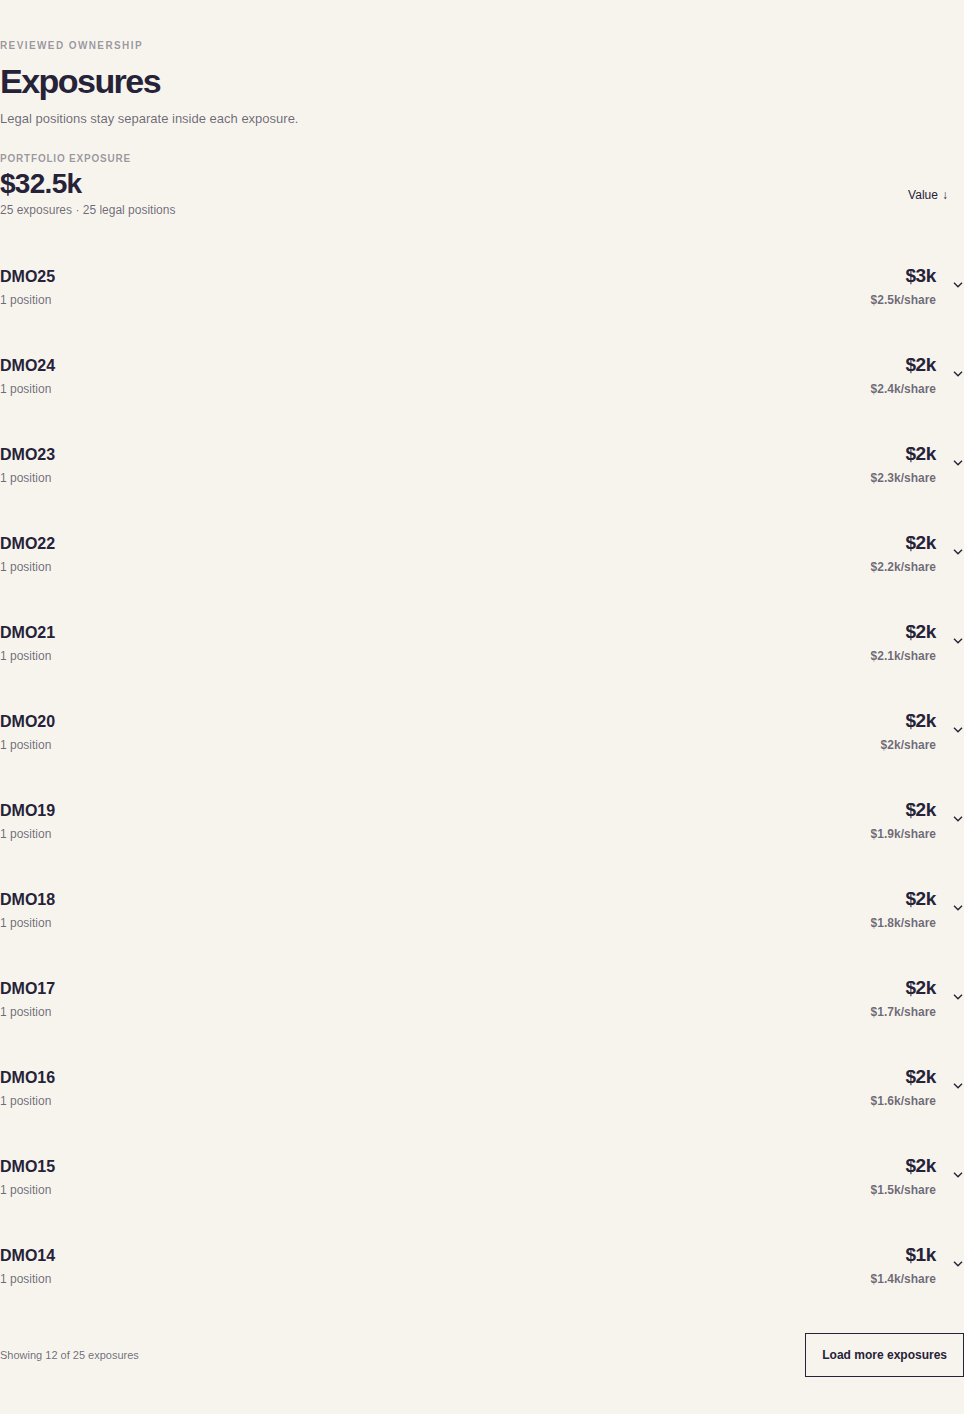 REVIEWED OWNERSHIP
Exposures
Legal positions stay separate inside each exposure.
PORTFOLIO EXPOSURE
$32.5k
25 exposures · 25 legal positions
Value ↓
DMO25
$3k
1 position
$2.5k/share
DMO24
$2k
1 position
$2.4k/share
DMO23
$2k
1 position
$2.3k/share
DMO22
$2k
1 position
$2.2k/share
DMO21
$2k
1 position
$2.1k/share
DMO20
$2k
1 position
$2k/share
DMO19
$2k
1 position
$1.9k/share
DMO18
$2k
1 position
$1.8k/share
DMO17
$2k
1 position
$1.7k/share
DMO16
$2k
1 position
$1.6k/share
DMO15
$2k
1 position
$1.5k/share
DMO14
$1k
1 position
$1.4k/share
Showing 12 of 25 exposures
Load more exposures